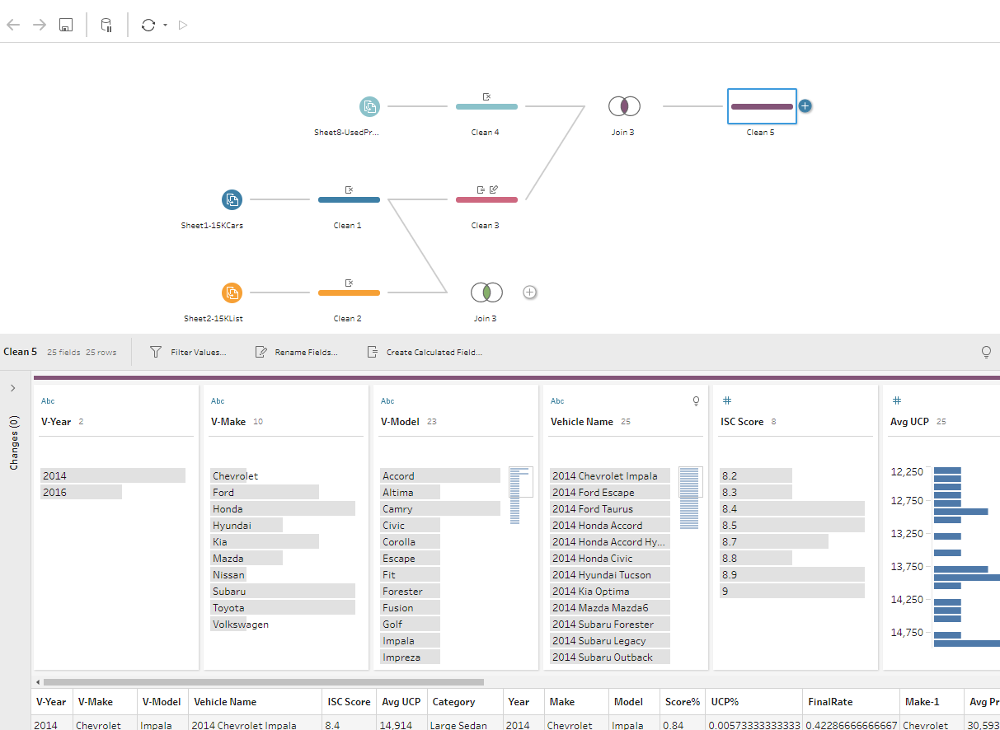 Sheet8-UsedPr...
Clean 4
Join 3
Clean 5
Sheet1-15KCars
Clean 1
Clean 3
Sheet2-15KList
Clean 2
Join 3
Clean 5 25 fields 25 rows Filter Values... Rename Fields... Create Calculated Field...
Changes (0)
Abc Abc Abc Abc # #
V-Year 2 V-Make 10 V-Model 23 Vehicle Name 25 ISC Score 8 Avg UCP 25
2014 Chevrolet Accord 2014 Chevrolet Impala 8.2 12,250
2016 Ford Altima 2014 Ford Escape 8.3 12,750
Honda Camry 2014 Ford Taurus 8.4
Hyundai Civic 2014 Honda Accord 8.5 13,250
Kia Corolla 2014 Honda Accord Hy... 8.7
Mazda Escape 2014 Honda Civic 8.8 13,750
Nissan Fit 2014 Hyundai Tucson 8.9
Subaru Forester 2014 Kia Optima 9 14,250
Toyota Fusion 2014 Mazda Mazda6
Volkswagen Golf 2014 Subaru Forester 14,750
Impala 2014 Subaru Legacy
Impreza 2014 Subaru Outback
V-Year V-Make V-Model Vehicle Name ISC Score Avg UCP Category Year Make Model Score% UCP% FinalRate Make-1 Avg Pr
2014 Chevrolet Impala 2014 Chevrolet Impala 8.4 14,914 Large Sedan 2014 Chevrolet Impala 0.84 0.00573333333333 0.42286666666667 Chevrolet 30,593